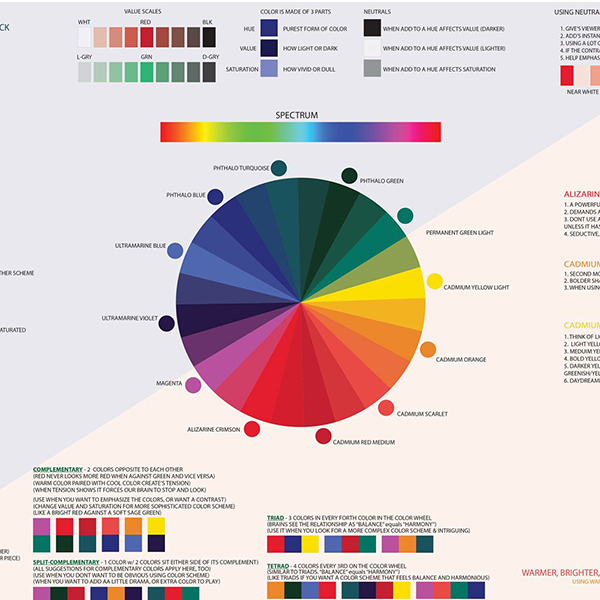 CK
VALUE SCALES
WHT RED BLK
L-GRY GRN D-GRY
COLOR IS MADE OF 3 PARTS
HUE PUREST FORM OF COLOR
VALUE HOW LIGHT OR DARK
SATURATION HOW VIVID OR DULL
NEUTRALS
WHEN ADD TO A HUE AFFECTS VALUE (DARKER)
WHEN ADD TO A HUE AFFECTS VALUE (LIGHTER)
WHEN ADD TO A HUE AFFECTS SATURATION
USING NEUTRA
1. GIVE'S VIEWER
2. ADD'S INSTAN
3. USING A LOT O
4. IF THE CONTRA
5. HELP EMPHAS
NEAR WHITE
SPECTRUM
PHTHALO TURQUOISE
PHTHALO GREEN
PHTHALO BLUE
PERMANENT GREEN LIGHT
ULTRAMARINE BLUE
CADMIUM YELLOW LIGHT
ULTRAMARINE VIOLET
CADMIUM ORANGE
MAGENTA
CADMIUM SCARLET
ALIZARINE CRIMSON
CADMIUM RED MEDIUM
THER SCHEME
ATURATED
ALIZARIN
1. A POWERFU
2. DEMANDS A
3. DONT USE A
UNLESS IT HAS
4. SEDUCTIVE,
CADMIUM
1. SECOND MO
2. BOLDER SHA
3. WHEN USING
CADMIUM
1. THINK OF LI
2. LIGHT YELL
3. MEDUIM YE
4. BOLD YELLO
5. DARKER YEL
GREENISH/YEL
6. DAYDREAM
COMPLEMENTARY - 2 COLORS OPPOSITE TO EACH OTHER
(RED NEVER LOOKS MORE RED WHEN AGAINST GREEN AND VICE VERSA)
(WARM COLOR PAIRED WITH COOL COLOR CREATE'S TENSION)
(WHEN TENSION SHOWS IT FORCES OUR BRAIN TO STOP AND LOOK)
(USE WHEN YOU WANT TO EMPHASIZE THE COLORS, OR WANT A CONTRAST)
(CHANGE VALUE AND SATURATION FOR MORE SOPHISTICATED COLOR SCHEME)
(LIKE A BRIGHT RED AGAINST A SOFT SAGE GREEN)
ER)
R PIECE)
SPLIT-COMPLEMENTARY - 1 COLOR w/ 2 COLORS SIT EITHER SIDE OF ITS COMPLEMENT)
(ALL SUGGESTIONS FOR COMPLEMENTARY COLORS APPLY HERE, TOO)
(USE WHEN YOU DONT WANT TO BE OBVIOUS USING COLOR SCHEME)
(WHEN YOU WANT TO ADD AA LITTLE DRAMA, OR EXTRA COLOR TO PLAY)
TRIAD - 3 COLORS IN EVERY FORTH COLOR IN THE COLOR WHEEL
(BRAINS SEE THE RELATIONSHIP AS "BALANCE" equals "HARMONY")
(USE IT WHEN YOU LOOK FOR A MORE COMPLEX COLOR SCHEME & INTRIGUING)
TETRAD - 4 COLORS EVERY 3RD ON THE COLOR WHEEL
(SIMILAR TO TRIADS. "BALANCE" equals "HARMONY")
(LIKE TRIADS IF YOU WANT A COLOR SCHEME THAT FEELS BALANCE AND HARMONIOUS)
WARMER, BRIGHTER,
USING WAR